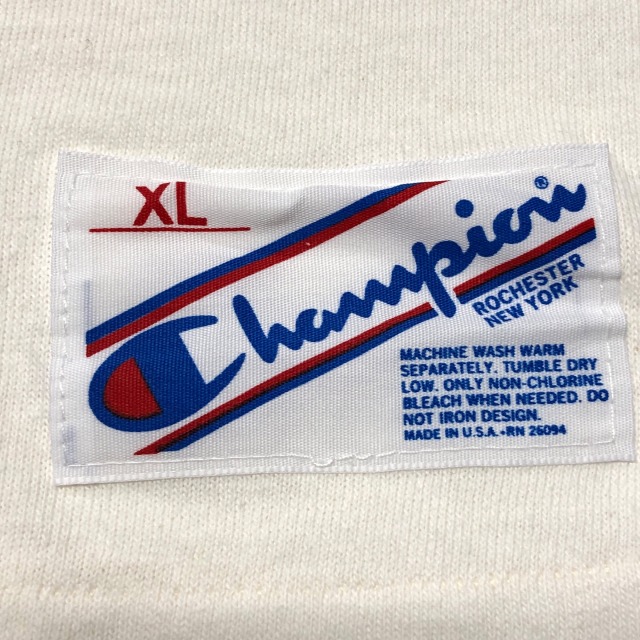 XL
Champion®
ROCHESTER
NEW YORK
MACHINE WASH WARM
SEPARATELY. TUMBLE DRY
LOW. ONLY NON-CHLORINE
BLEACH WHEN NEEDED. DO
NOT IRON DESIGN.
MADE IN U.S.A.•RN 26094